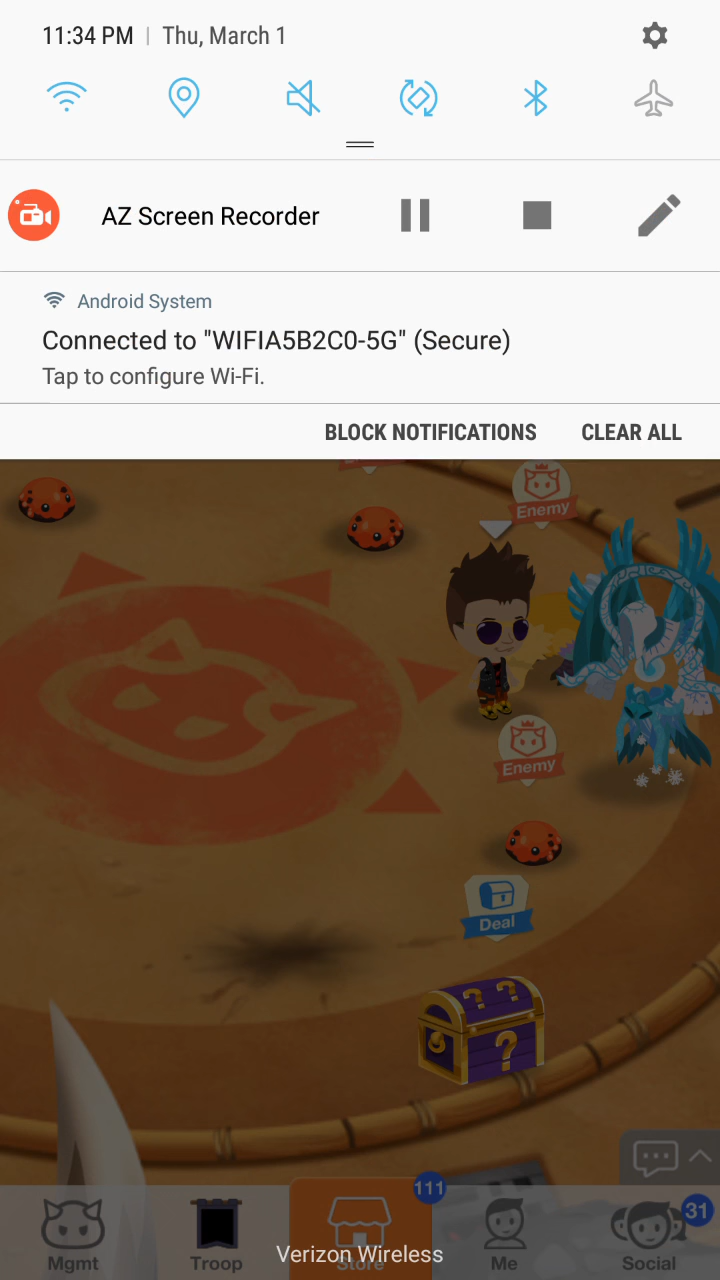 11:34 PM | Thu, March 1
AZ Screen Recorder
Android System
Connected to "WIFIA5B2C0-5G" (Secure)
Tap to configure Wi-Fi.
BLOCK NOTIFICATIONS CLEAR ALL
Enemy
Enemy
Deal
? ?
?
111
31
Mgmt Troop Store Me Social
Verizon Wireless